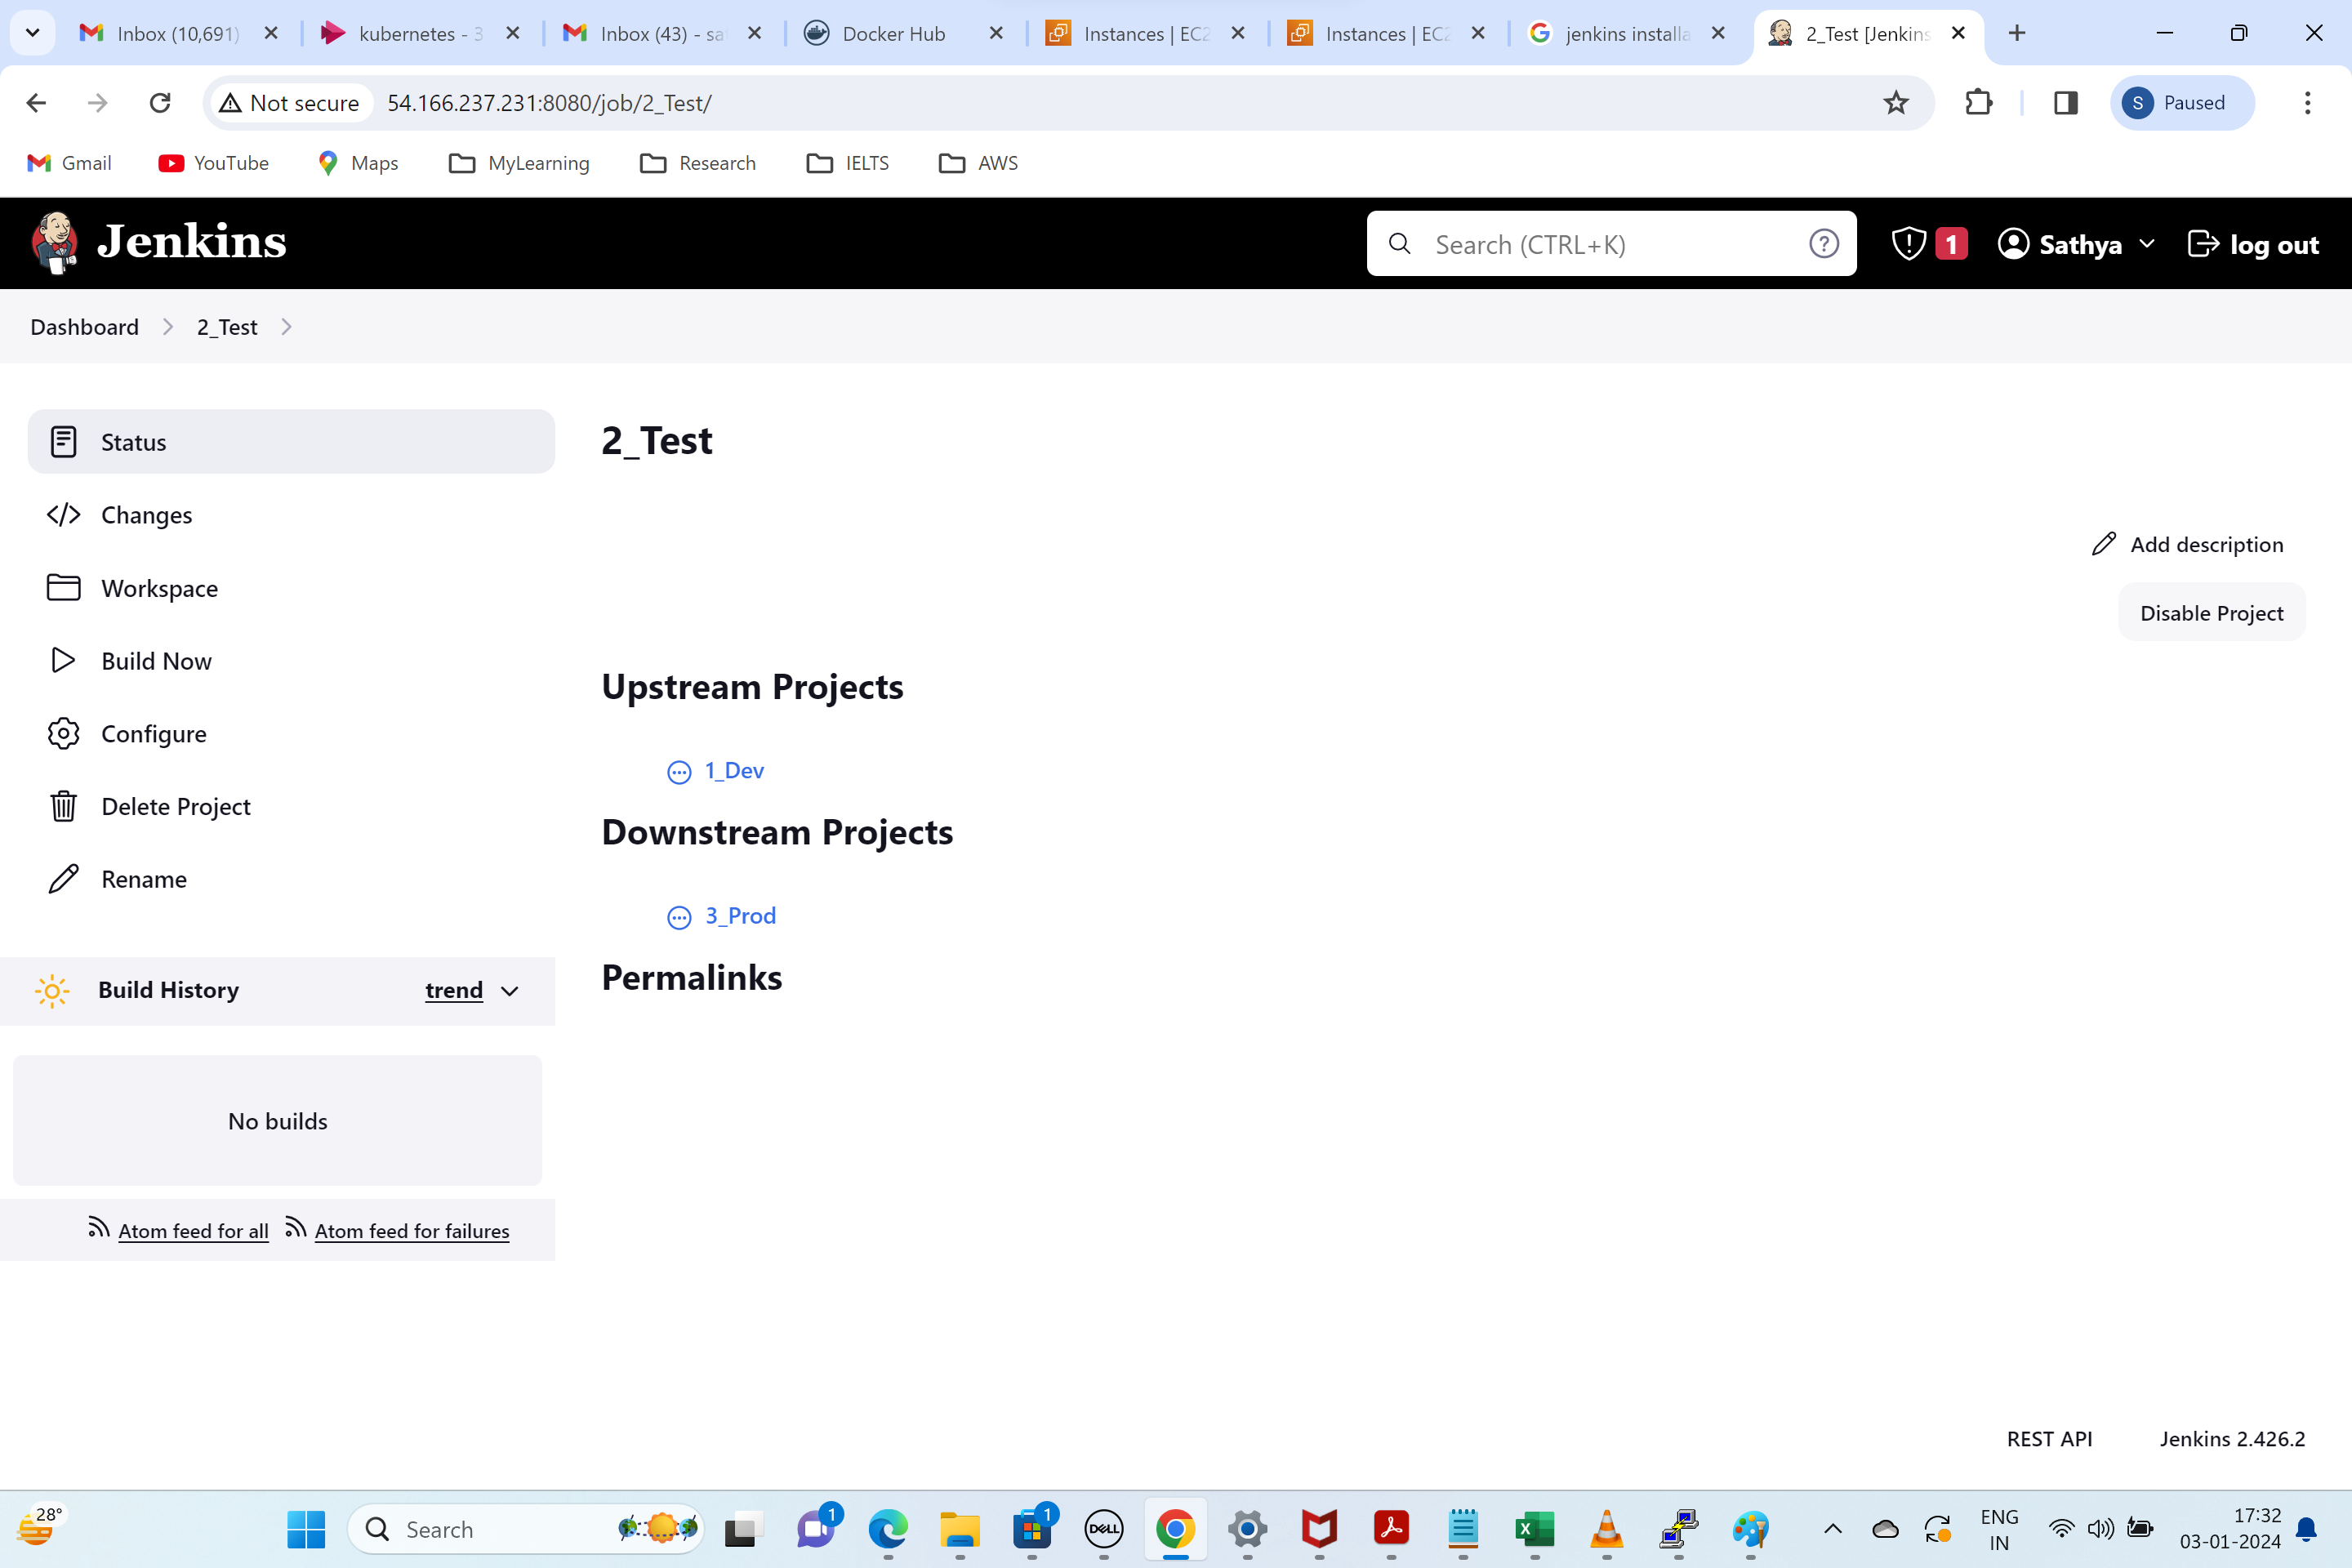 Inbox (10,691)
kubernetes - 3
Inbox (43) - sa
Docker Hub
Instances | EC2
Instances | EC2
jenkins installa
2_Test [Jenkins
Not secure
54.166.237.231:8080/job/2_Test/
S
Paused
Gmail
YouTube
Maps
MyLearning
Research
IELTS
AWS
Jenkins
Search (CTRL+K)
?
1
Sathya
log out
Dashboard
2_Test
Status
2_Test
Changes
Add description
Workspace
Disable Project
Build Now
Upstream Projects
Configure
1_Dev
Delete Project
Downstream Projects
Rename
3_Prod
Build History
trend
Permalinks
No builds
Atom feed for all
Atom feed for failures
REST API
Jenkins 2.426.2
28°
Search
1
1
DELL
X
ENG
IN
17:32
03-01-2024